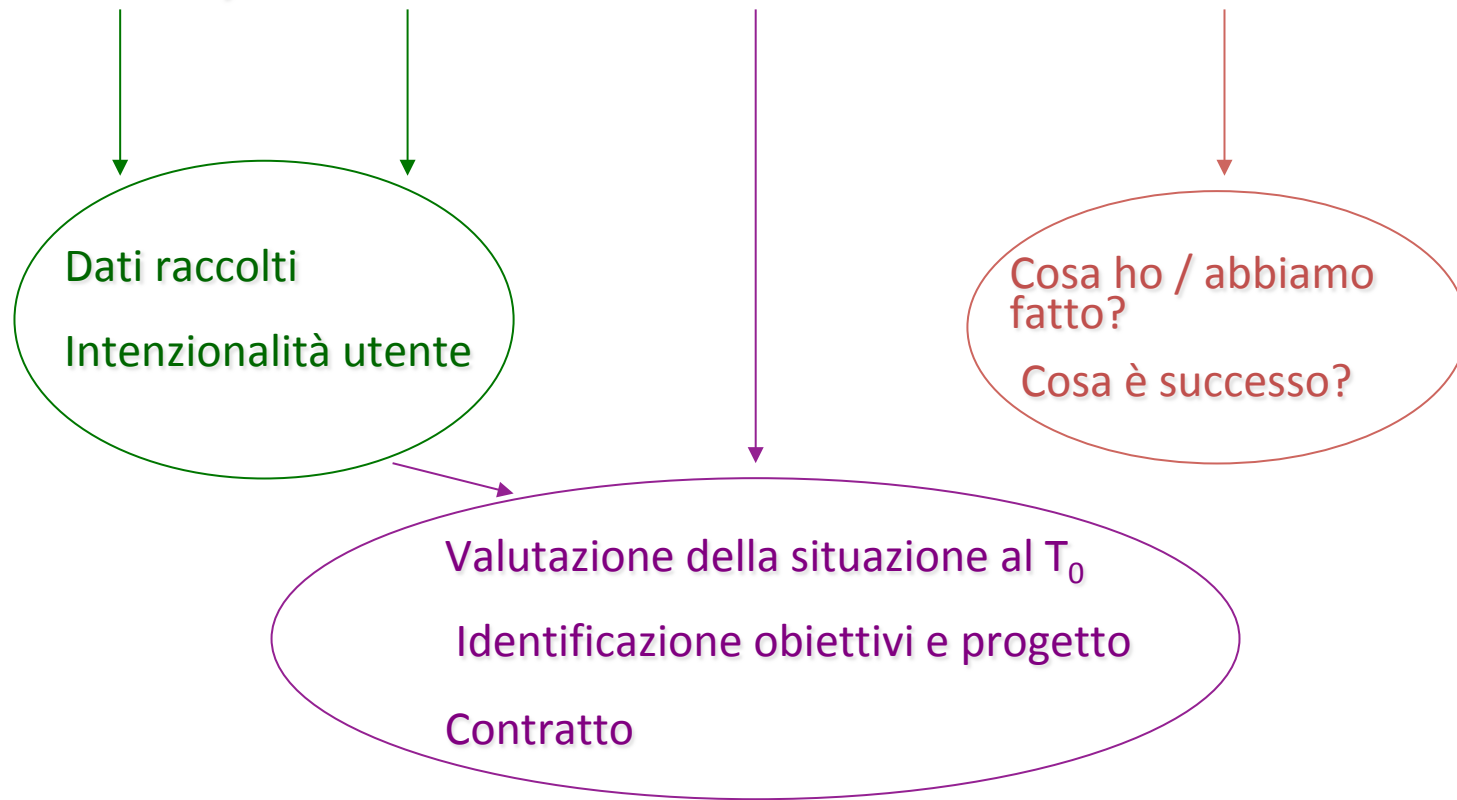 Dati raccolti
Intenzionalità utente
Cosa ho / abbiamo
fatto?
Cosa è successo?
Valutazione della situazione al T₀
Identificazione obiettivi e progetto
Contratto